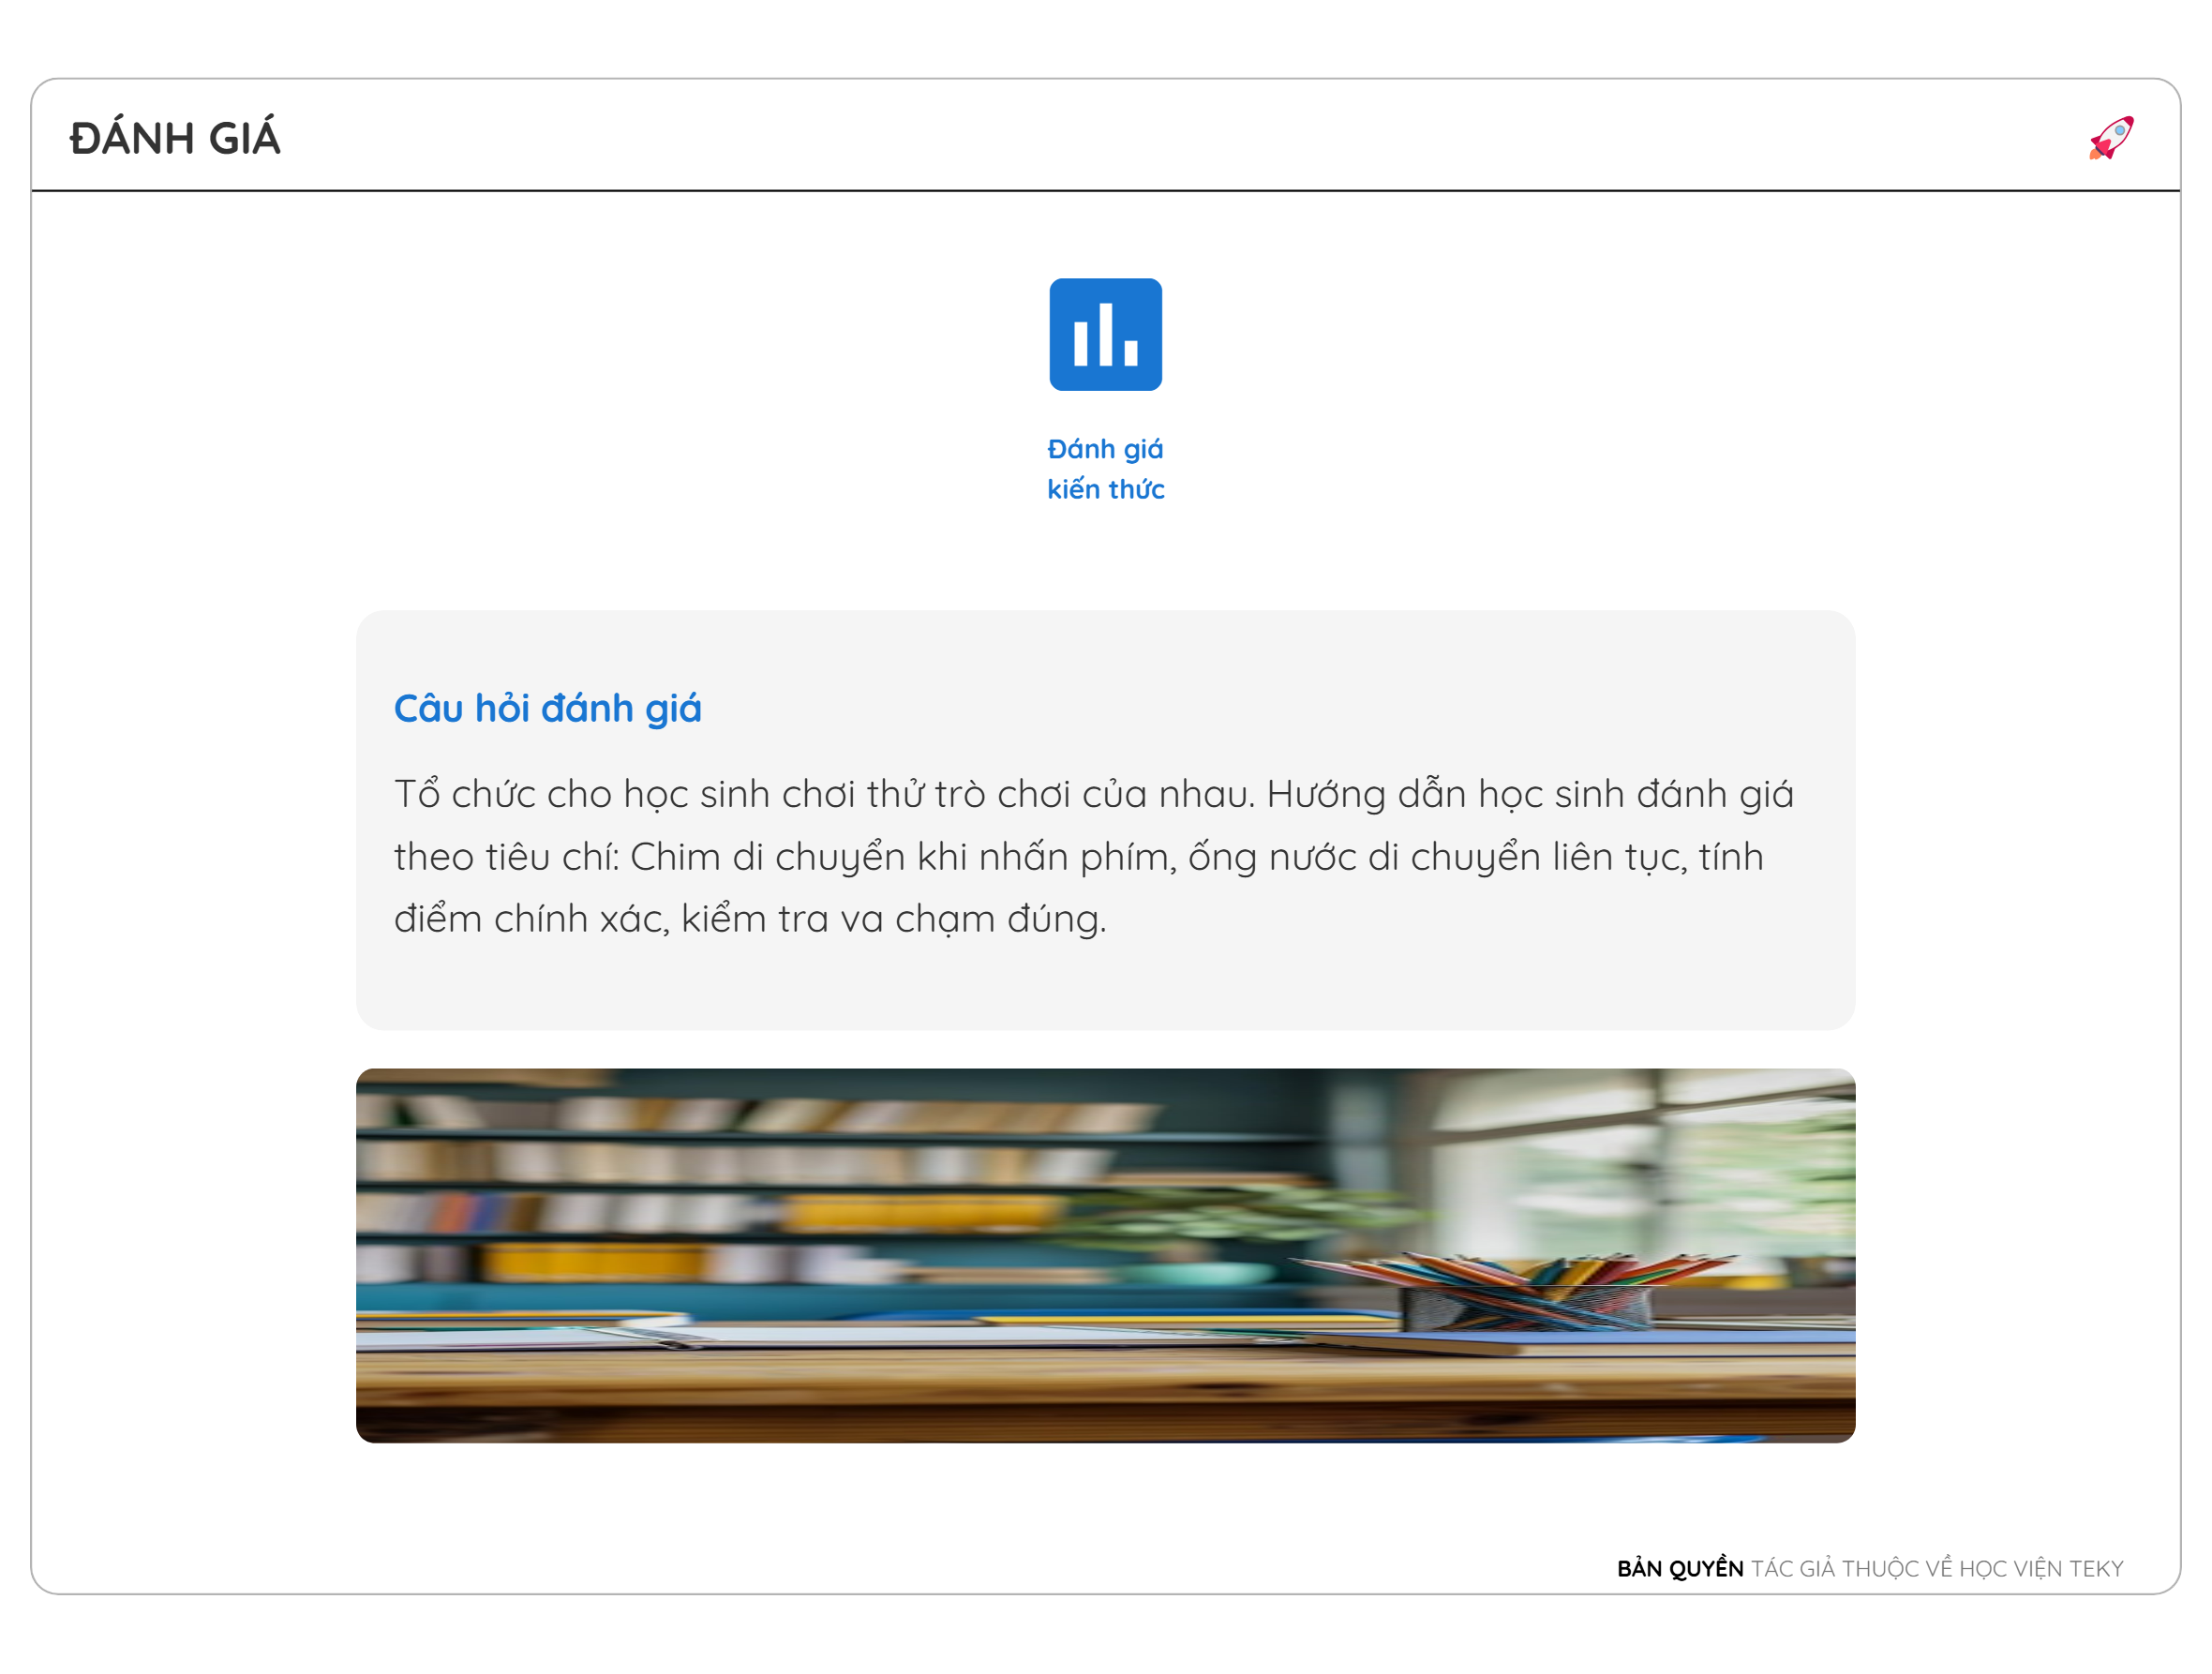 ĐÁNH GIÁ
Đánh giá
kiến thức
Câu hỏi đánh giá
Tổ chức cho học sinh chơi thử trò chơi của nhau. Hướng dẫn học sinh đánh giá
theo tiêu chí: Chim di chuyển khi nhấn phím, ống nước di chuyển liên tục, tính
điểm chính xác, kiểm tra va chạm đúng.
BẢN QUYỀN TÁC GIẢ THUỘC VỀ HỌC VIỆN TEKY